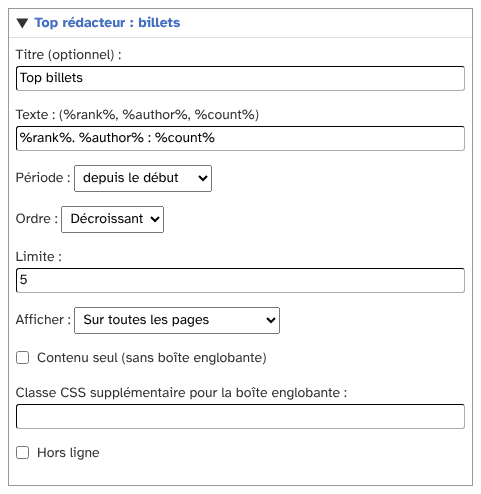 Top rédacteur : billets
Titre (optionnel) :
Top billets
Texte : (%rank%, %author%, %count%)
%rank%. %author% : %count%
Période : depuis le début
Ordre : Décroissant
Limite :
5
Afficher : Sur toutes les pages
Contenu seul (sans boîte englobante)
Classe CSS supplémentaire pour la boîte englobante :
Hors ligne